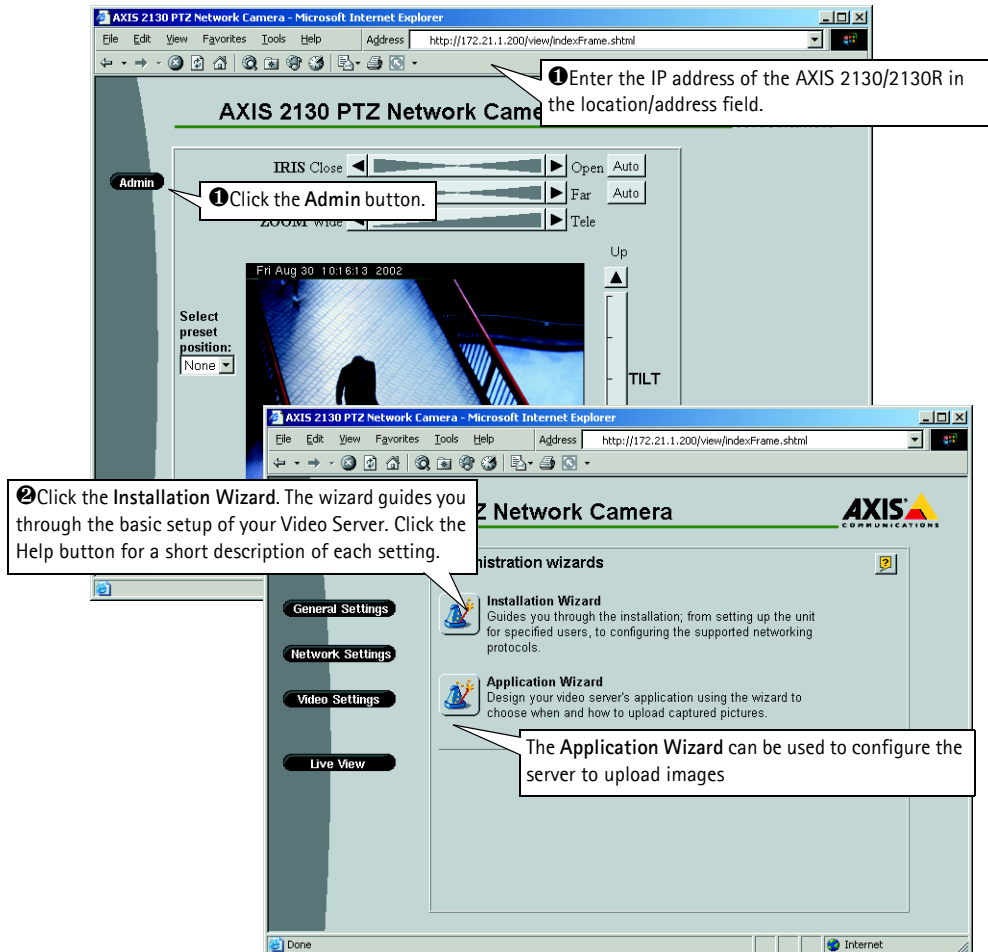 AXIS 2130 PTZ Network Camera - Microsoft Internet Explorer
File Edit View Favorites Tools Help Address http://172.21.1.200/view/indexFrame.shtml
❶Enter the IP address of the AXIS 2130/2130R in
the location/address field.
AXIS 2130 PTZ Network Came
Admin
IRIS Close Open Auto
❶Click the Admin button.
Far Auto
ZOOM Wide Tele
Up
Fri Aug 30 10:16:13 2002
Select
preset
position:
None
TILT
AXIS 2130 PTZ Network Camera - Microsoft Internet Explorer
File Edit View Favorites Tools Help Address http://172.21.1.200/view/indexFrame.shtml
❷Click the Installation Wizard. The wizard guides you
through the basic setup of your Video Server. Click the
Help button for a short description of each setting.
Z Network Camera
AXIS
COMMUNICATIONS
nistration wizards
General Settings
Network Settings
Video Settings
Live View
Installation Wizard
Guides you through the installation; from setting up the unit
for specified users, to configuring the supported networking
protocols.
Application Wizard
Design your video server's application using the wizard to
choose when and how to upload captured pictures.
The Application Wizard can be used to configure the
server to upload images
Done Internet